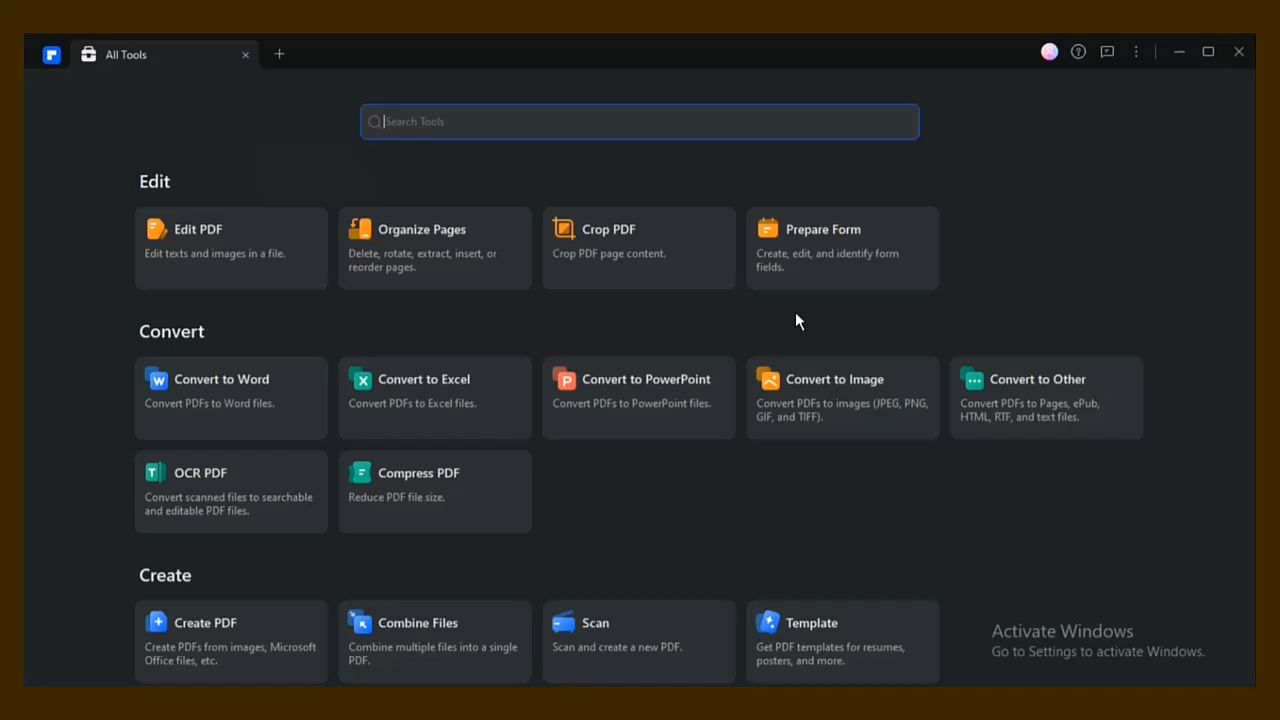 All Tools
Search Tools
Edit
Edit PDF
Edit texts and images in a file.
Organize Pages
Delete, rotate, extract, insert, or
reorder pages.
Crop PDF
Crop PDF page content.
Prepare Form
Create, edit, and identify form
fields.
Convert
Convert to Word
Convert PDFs to Word files.
Convert to Excel
Convert PDFs to Excel files.
Convert to PowerPoint
Convert PDFs to PowerPoint files.
Convert to Image
Convert PDFs to images (JPEG, PNG,
GIF, and TIFF).
Convert to Other
Convert PDFs to Pages, ePub,
HTML, RTF, and text files.
OCR PDF
Convert scanned files to searchable
and editable PDF files.
Compress PDF
Reduce PDF file size.
Create
Create PDF
Create PDFs from images, Microsoft
Office files, etc.
Combine Files
Combine multiple files into a single
PDF.
Scan
Scan and create a new PDF.
Template
Get PDF templates for resumes,
posters, and more.
Activate Windows
Go to Settings to activate Windows.